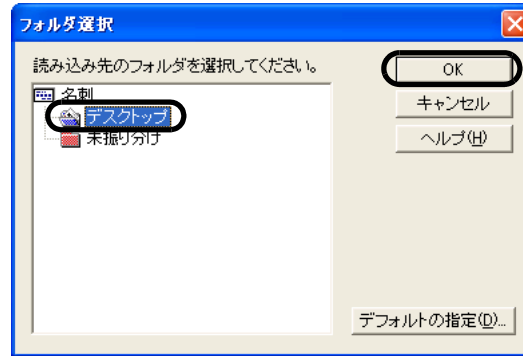 フォルダ選択
読み込み先のフォルダを選択してください。
名刺
デスクトップ
未振り分け
OK
キャンセル
ヘルプ(H)
デフォルトの指定(D)...